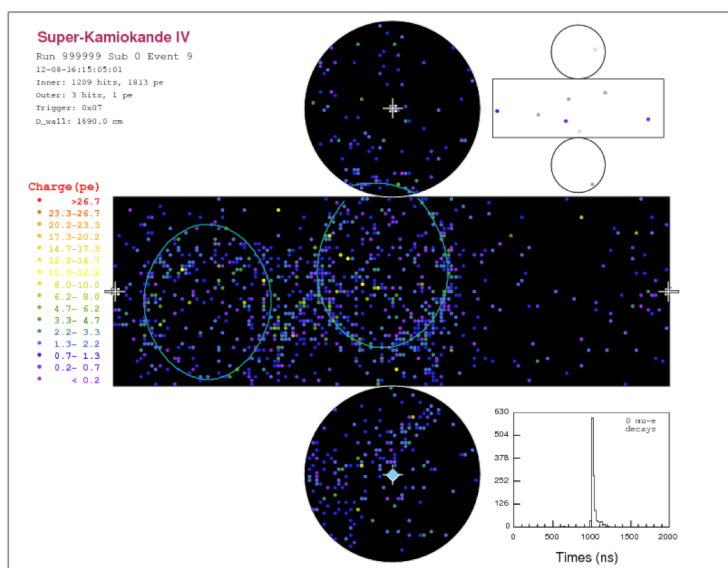 Super-Kamiokande IV
Run 999999 Sub 0 Event 9
12-08-16:15:05:01
Inner: 1209 hits, 1813 pe
Outer: 3 hits, 1 pe
Trigger: 0x07
D_wall: 1690.0 cm
Charge(pe)
>26.7
23.3-26.7
20.2-23.3
17.3-20.2
14.7-17.3
12.2-14.7
10.0-12.2
8.0-10.0
6.2- 8.0
4.7- 6.2
3.3- 4.7
2.2- 3.3
1.3- 2.2
0.7- 1.3
0.2- 0.7
< 0.2
0 mu-e
decays
630
504
378
252
126
0
0 500 1000 1500 2000
Times (ns)